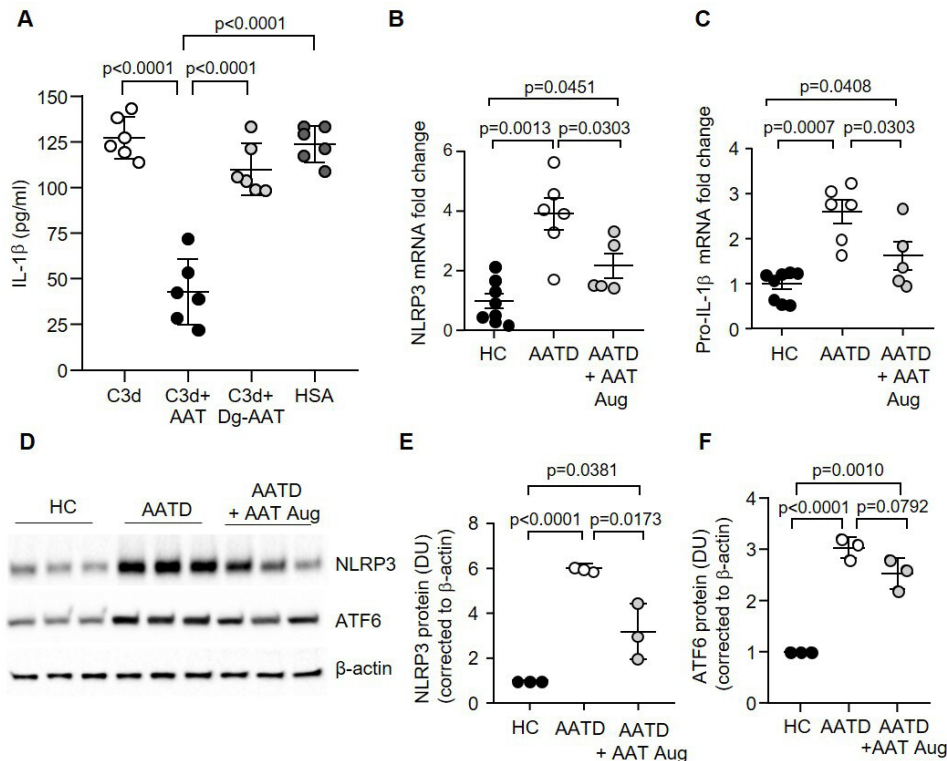 A
p<0.0001
p<0.0001 p<0.0001
IL-1β (pg/ml)
150
125
100
75
50
25
0
C3d
C3d+
AAT
C3d+
Dg-AAT
HSA
B
p=0.0451
p=0.0013 p=0.0303
NLRP3 mRNA fold change
6
4
2
0
HC
AATD
AATD
+ AAT
Aug
C
p=0.0408
p=0.0007 p=0.0303
Pro-IL-1β mRNA fold change
4
3
2
1
0
HC
AATD
AATD
+ AAT
Aug
D
HC
AATD
AATD
+ AAT Aug
NLRP3
ATF6
β-actin
E
p=0.0381
p<0.0001 p=0.0173
NLRP3 protein (DU)
(corrected to β-actin)
8
6
4
2
0
HC
AATD
AATD
+ AAT Aug
F
p=0.0010
p<0.0001 p=0.0792
ATF6 protein (DU)
(corrected to β-actin)
4
3
2
1
0
HC
AATD
AATD
+AAT Aug